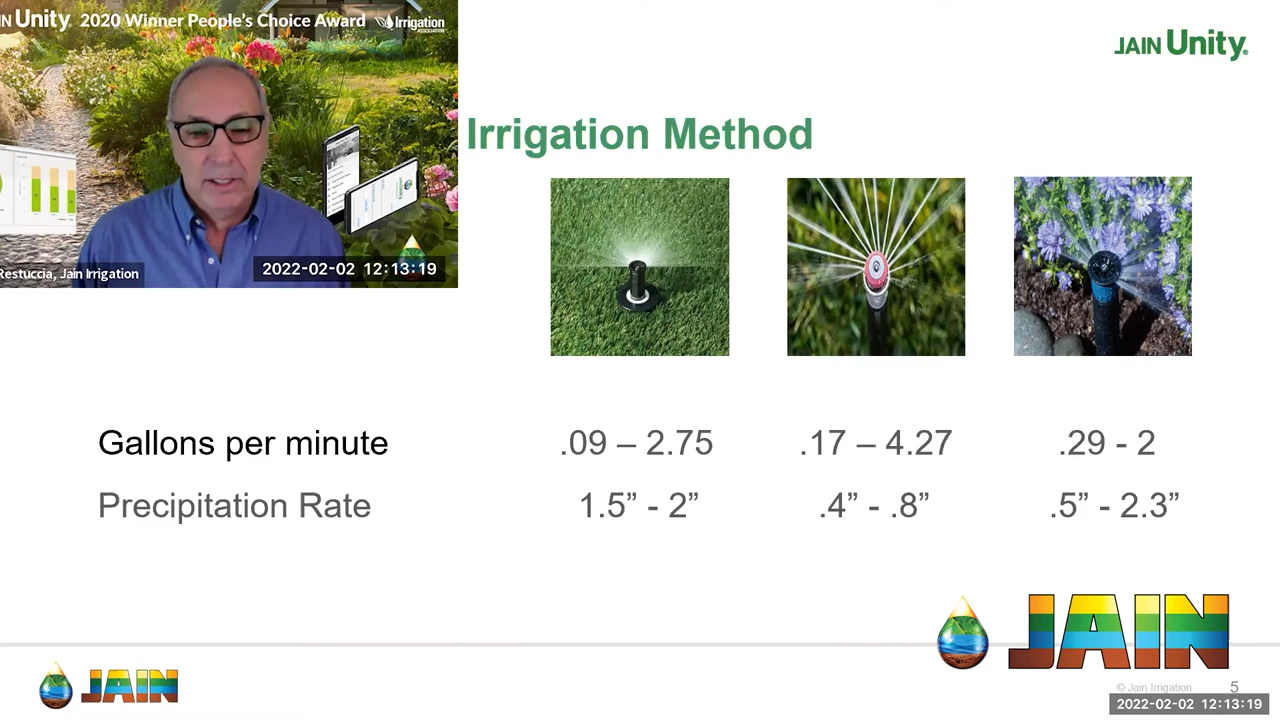 IN Unity. 2020 Winner People's Choice Award Irrigation
ASSOCIATION
JAIN Unity®
Irrigation Method
Restuccia, Jain Irrigation
2022-02-02 12:13:19
Gallons per minute .09 – 2.75 .17 – 4.27 .29 - 2
Precipitation Rate 1.5” - 2” .4” - .8” .5” - 2.3”
JAIN
JAIN
© Jain Irrigation 5
2022-02-02 12:13:19